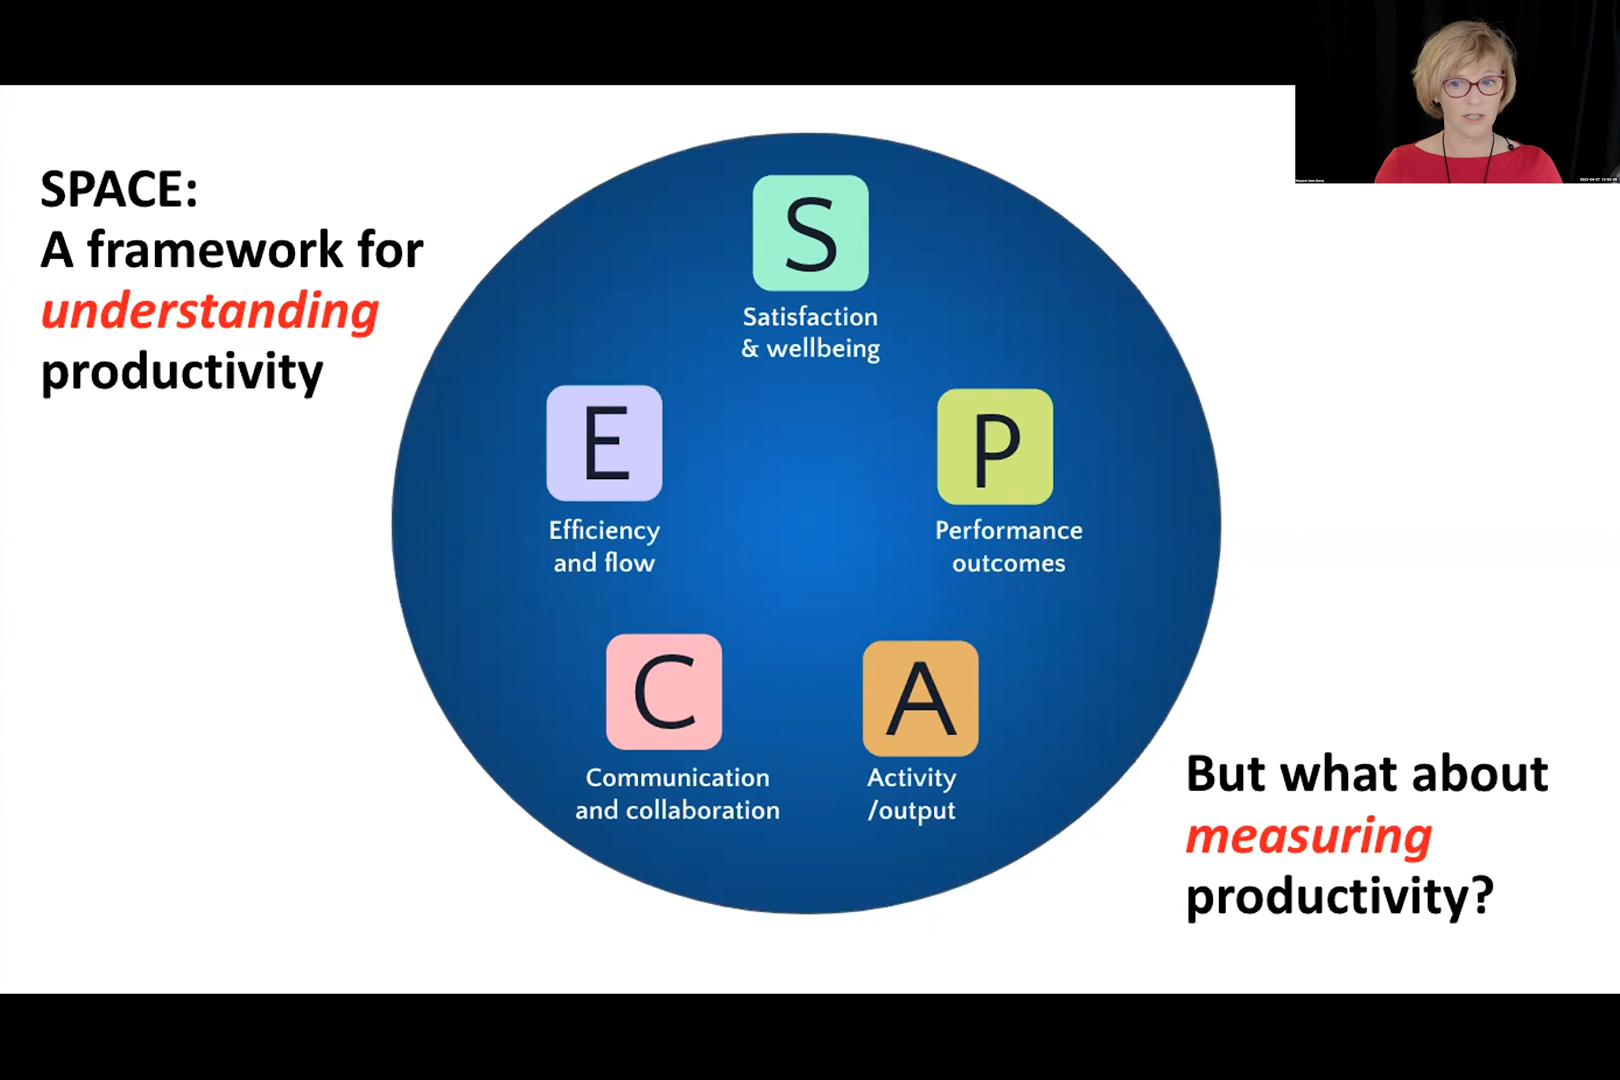 SPACE:
A framework for
understanding
productivity
S
Satisfaction
& wellbeing
E
Efficiency
and flow
P
Performance
outcomes
C
Communication
and collaboration
A
Activity
/output
But what about
measuring
productivity?